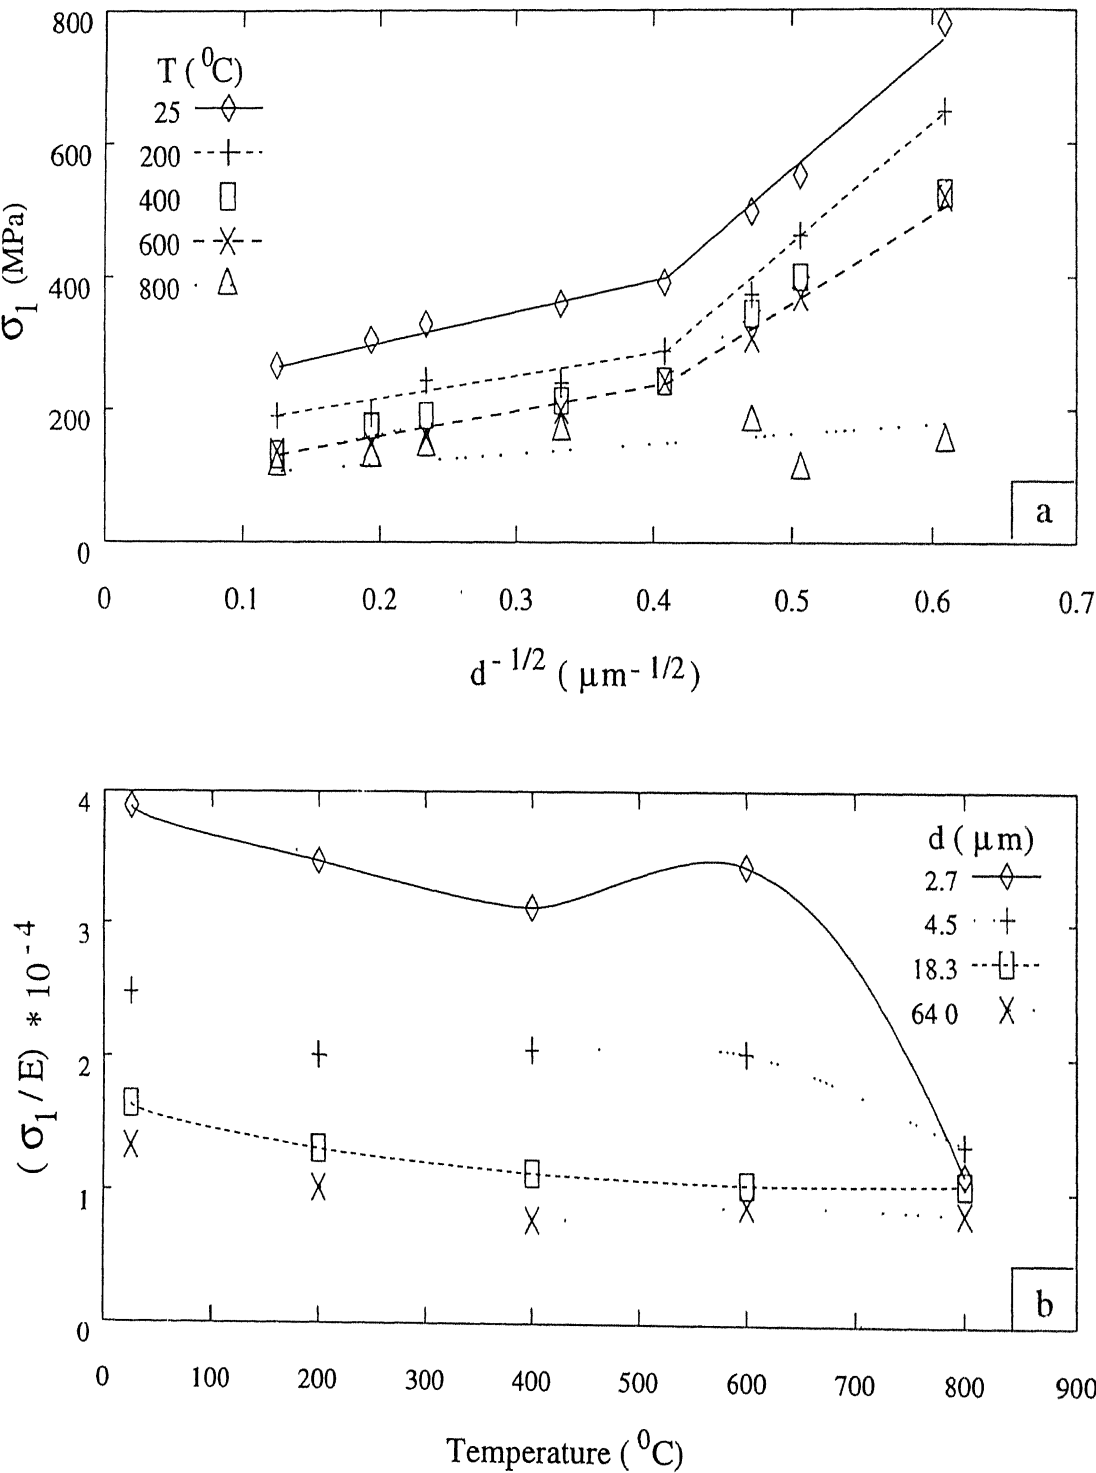 800
600
400
200
0
σ1 (MPa)
T ( 0C)
25
200
400
600
800
a
0 0.1 0.2 0.3 0.4 0.5 0.6 0.7
d- 1/2 ( μm- 1/2)
4
3
2
1
0
( σ1 / E) * 10-4
d ( μm)
2.7
4.5
18.3
64 0
b
0 100 200 300 400 500 600 700 800 900
Temperature ( 0C)